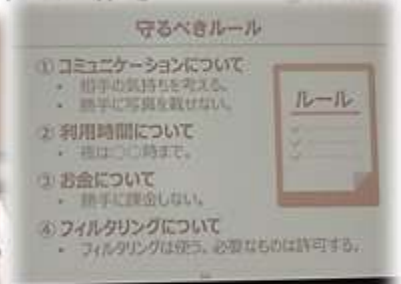 守るべきルール
① コミュニケーションについて
・ 相手の気持ちを考える。
・ 勝手に写真を載せない。
② 利用時間について
・ 夜は○○時まで。
③ お金について
・ 勝手に課金しない。
④ フィルタリングについて
・ フィルタリングは使う。必要なものは許可する。
ルール